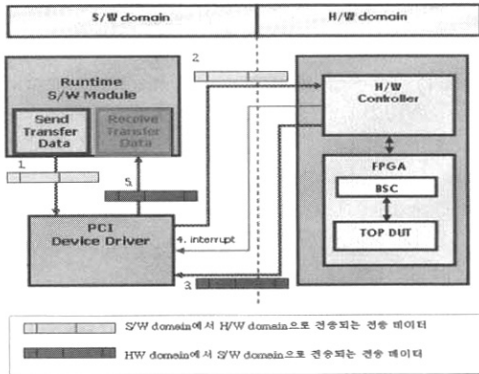 S/W domain
H/W domain
2.
Runtime
S/W Module
Send
Transfer
Data
Receive
Transfer
Data
H/W
Controller
1.
5.
FPGA
BSC
TOP DUT
PCI
Device Driver
4. interrupt
3.
S/W domain에서 H/W domain으로 전송되는 전송 데이터
HW domain에서 S/W domain으로 전송되는 전송 데이터